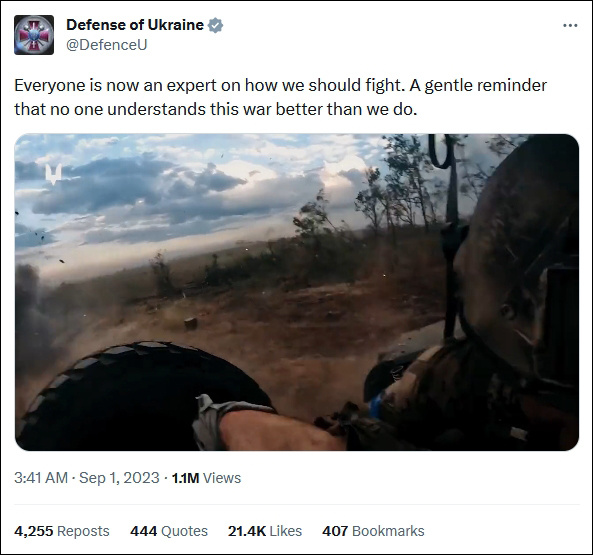 Defense of Ukraine
@DefenceU
Everyone is now an expert on how we should fight. A gentle reminder
that no one understands this war better than we do.
3:41 AM · Sep 1, 2023 · 1.1M Views
4,255 Reposts 444 Quotes 21.4K Likes 407 Bookmarks